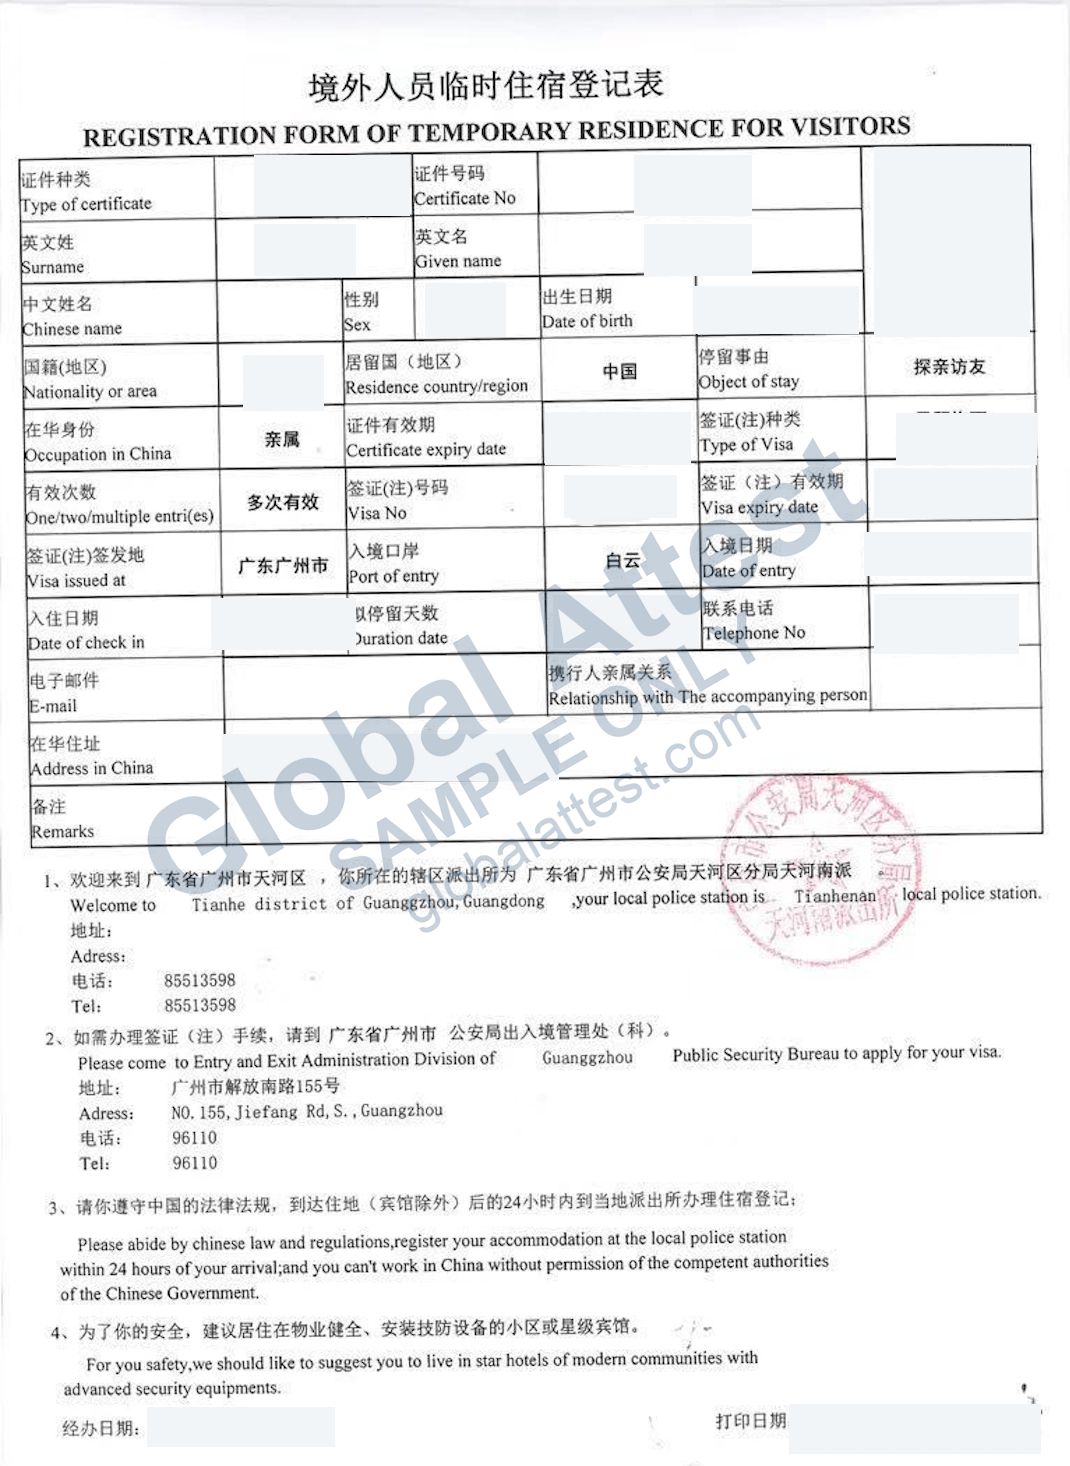 境外人员临时住宿登记表
REGISTRATION FORM OF TEMPORARY RESIDENCE FOR VISITORS
证件种类
Type of certificate
证件号码
Certificate No
英文姓
Surname
英文名
Given name
中文姓名
Chinese name
性别
Sex
出生日期
Date of birth
国籍(地区)
Nationality or area
居留国（地区）
Residence country/region
中国
停留事由
Object of stay
探亲访友
在华身份
Occupation in China
亲属
证件有效期
Certificate expiry date
签证(注)种类
Type of Visa
有效次数
One/two/multiple entri(es)
多次有效
签证(注)号码
Visa No
签证（注）有效期
Visa expiry date
签证(注)签发地
Visa issued at
广东广州市
入境口岸
Port of entry
白云
入境日期
Date of entry
入住日期
Date of check in
拟停留天数
Duration date
联系电话
Telephone No
电子邮件
E-mail
携行人亲属关系
Relationship with The accompanying person
在华住址
Address in China
备注
Remarks
Global Attest
SAMPLE ONLY
globalattest.com
市公安局天河区分局
天河南派出所
1、欢迎来到 广东省广州市天河区 ，你所在的辖区派出所为 广东省广州市公安局天河区分局天河南派 。
Welcome to Tianhe district of Guanggzhou,Guangdong ,your local police station is Tianhenan local police station.
地址:
Adress:
电话: 85513598
Tel: 85513598
2、如需办理签证（注）手续，请到 广东省广州市 公安局出入境管理处（科）。
Please come to Entry and Exit Administration Division of Guanggzhou Public Security Bureau to apply for your visa.
地址: 广州市解放南路155号
Adress: NO.155,Jiefang Rd,S.,Guangzhou
电话: 96110
Tel: 96110
3、请你遵守中国的法律法规，到达住地（宾馆除外）后的24小时内到当地派出所办理住宿登记；
Please abide by chinese law and regulations,register your accommodation at the local police station
within 24 hours of your arrival;and you can't work in China without permission of the competent authorities
of the Chinese Government.
4、为了你的安全，建议居住在物业健全、安装技防设备的小区或星级宾馆。
For you safety,we should like to suggest you to live in star hotels of modern communities with
advanced security equipments.
经办日期:
打印日期